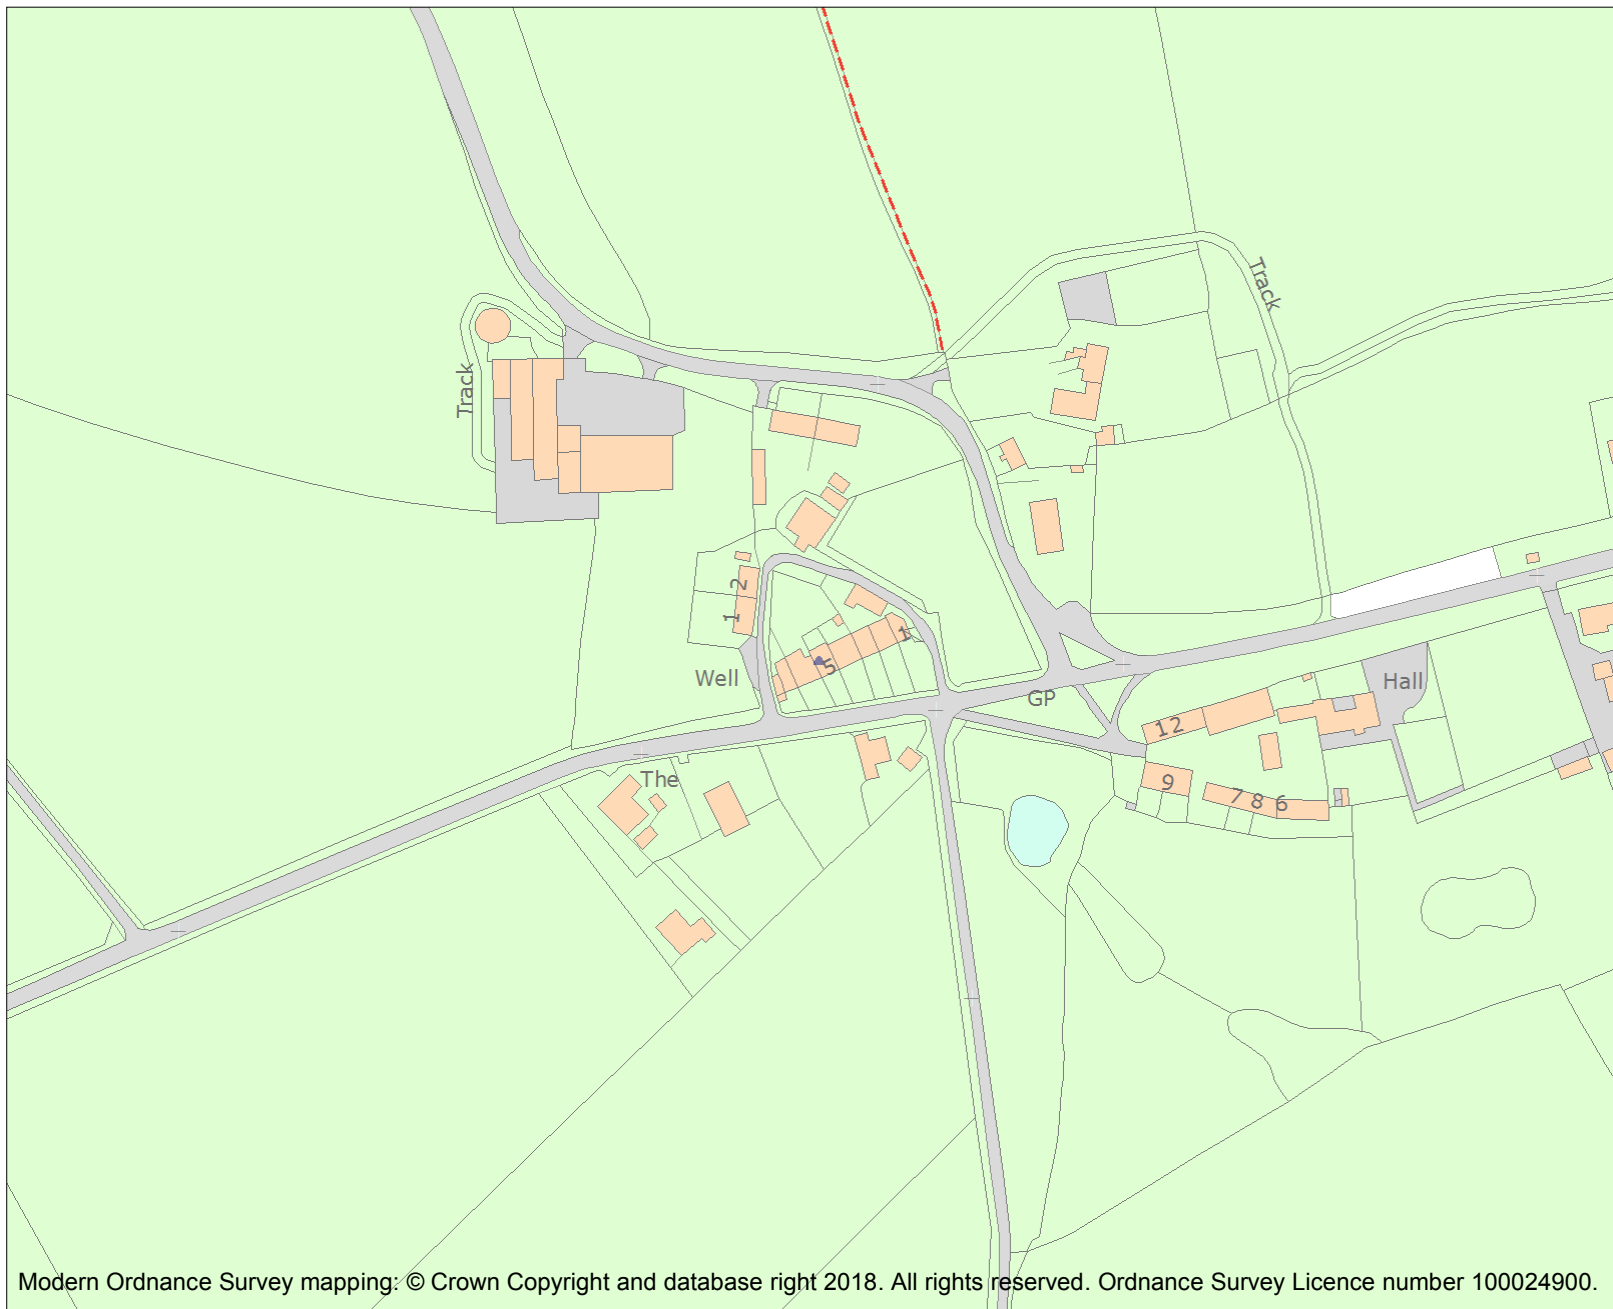 Track
Track
2
1
1
5
Well
Hall
GP
12
The
9
7 8 6
Modern Ordnance Survey mapping: © Crown Copyright and database right 2018. All rights reserved. Ordnance Survey Licence number 100024900.